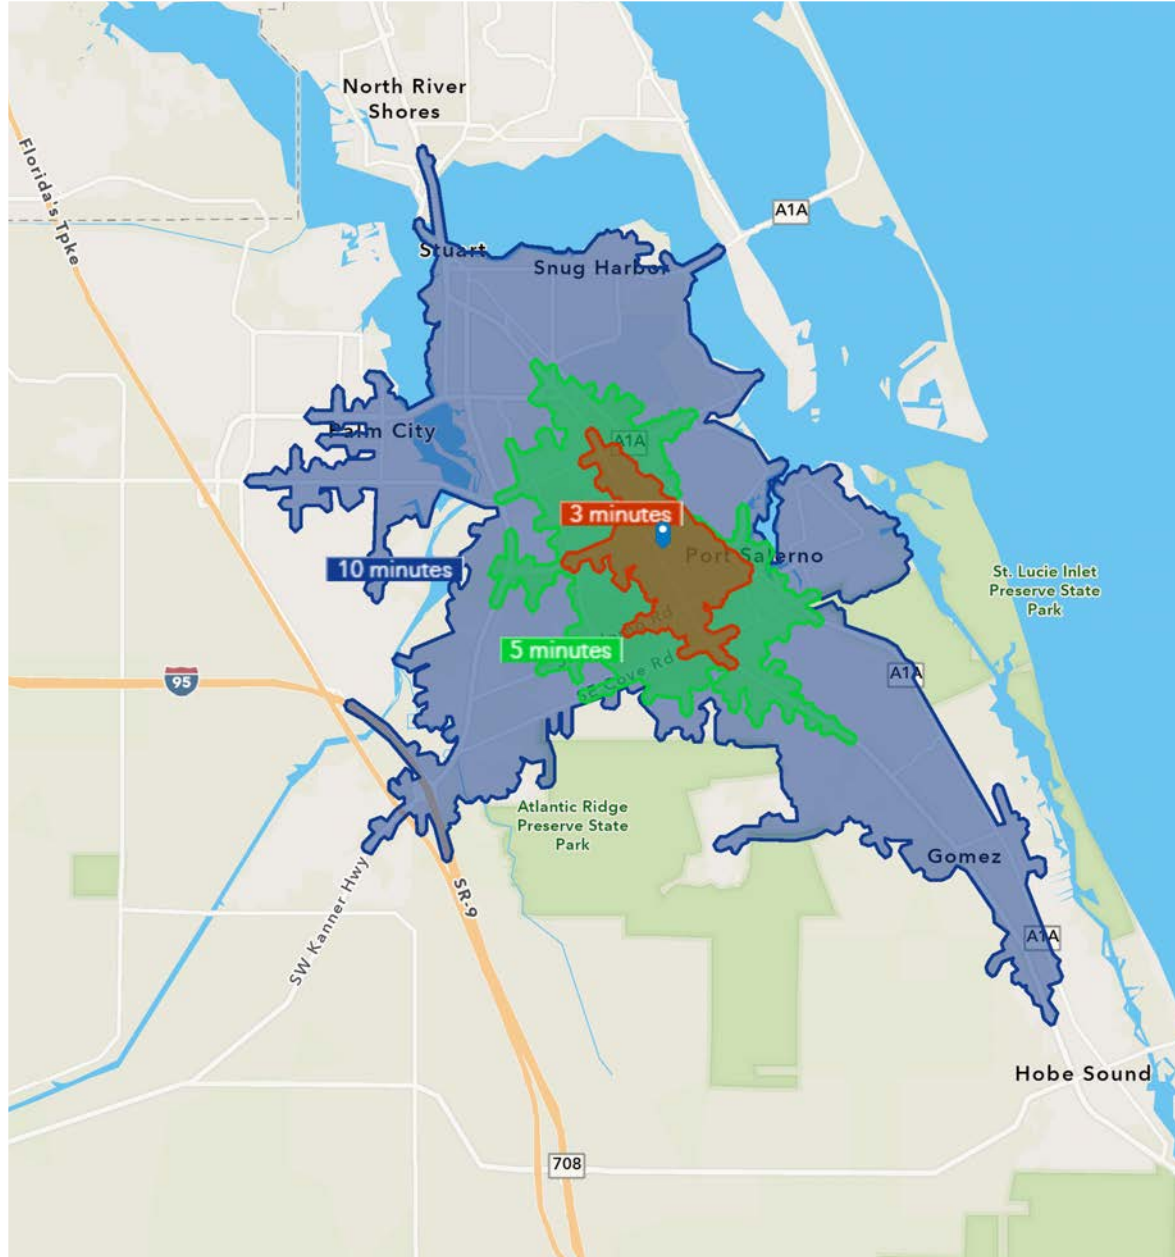 North River
Shores
Florida's Tpke
A1A
Stuart
Snug Harbor
Palm City
A1A
3 minutes
Port Salerno
10 minutes
St. Lucie Inlet
Preserve State
Park
5 minutes
SE Cove Rd
A1A
95
Atlantic Ridge
Preserve State
Park
Gomez
SW Kanner Hwy
SR-9
A1A
Hobe Sound
708